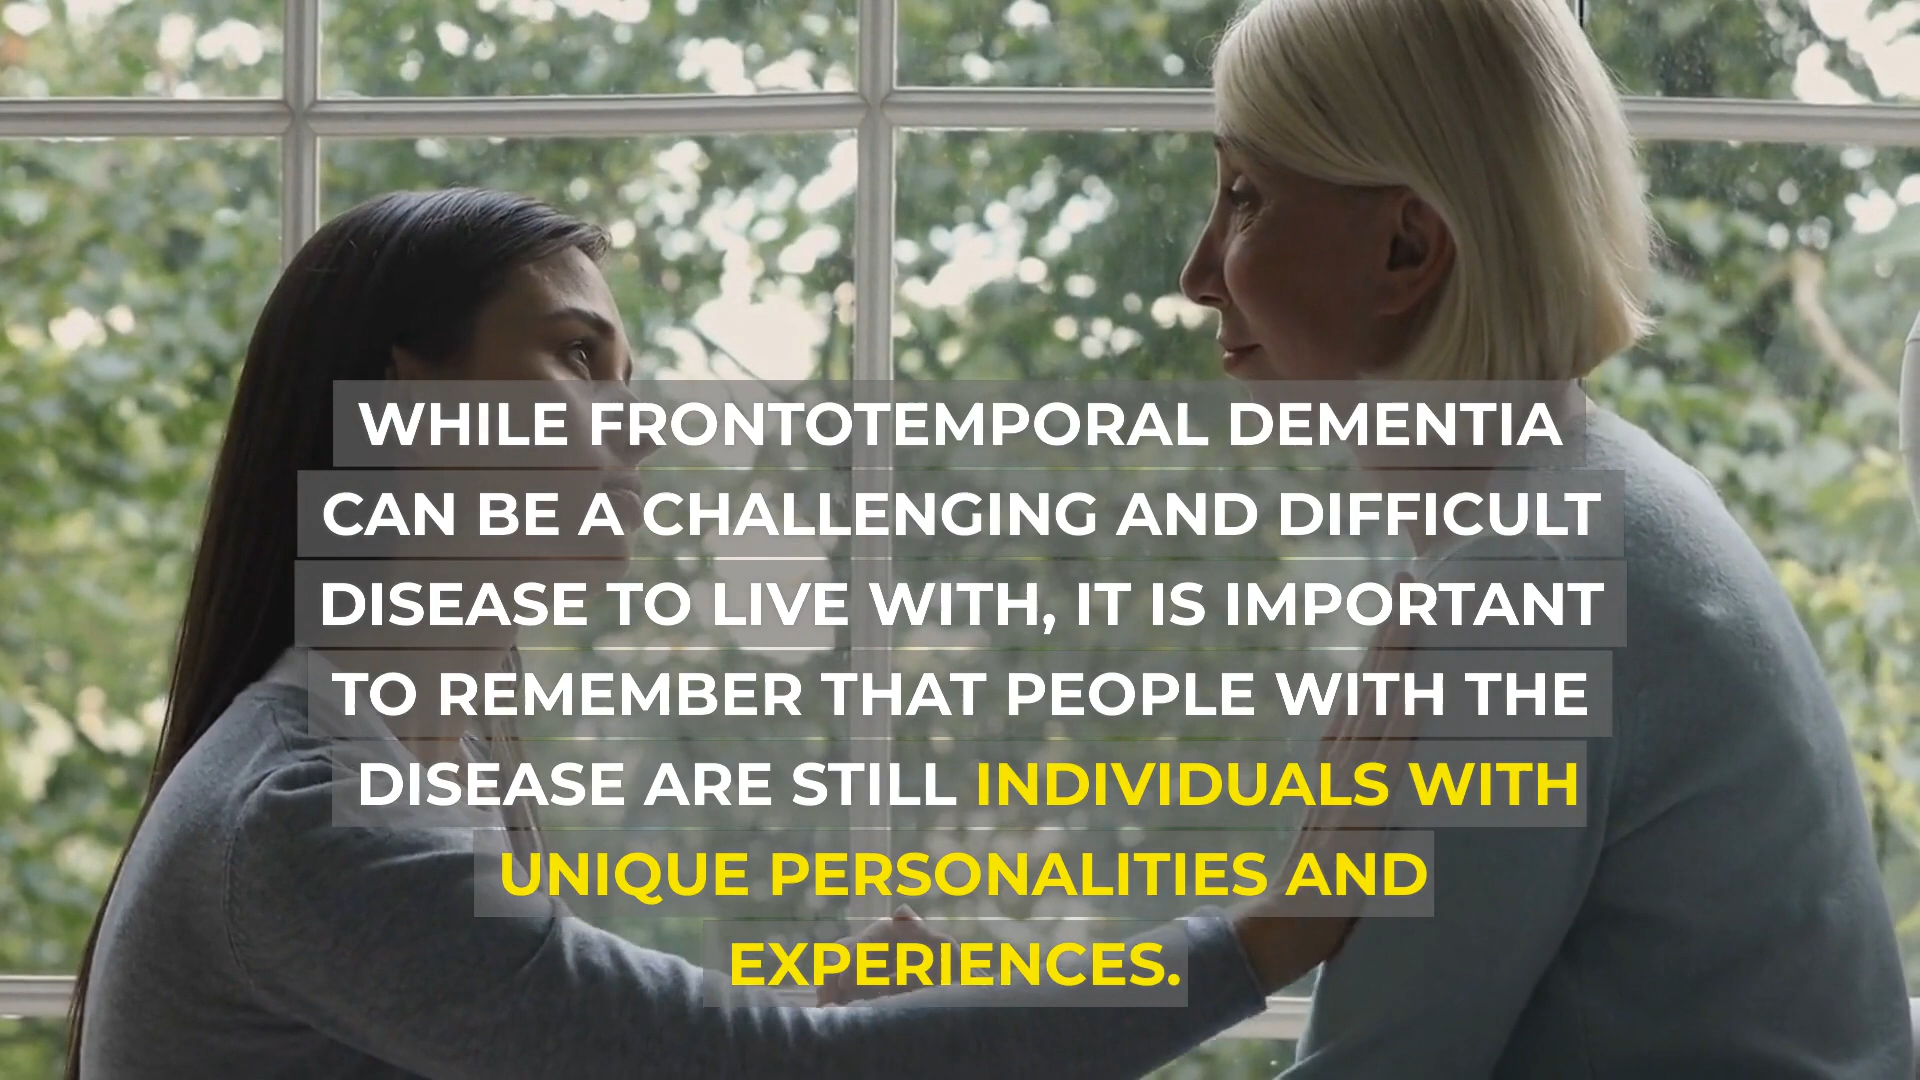 WHILE FRONTOTEMPORAL DEMENTIA
CAN BE A CHALLENGING AND DIFFICULT
DISEASE TO LIVE WITH, IT IS IMPORTANT
TO REMEMBER THAT PEOPLE WITH THE
DISEASE ARE STILL INDIVIDUALS WITH
UNIQUE PERSONALITIES AND
EXPERIENCES.